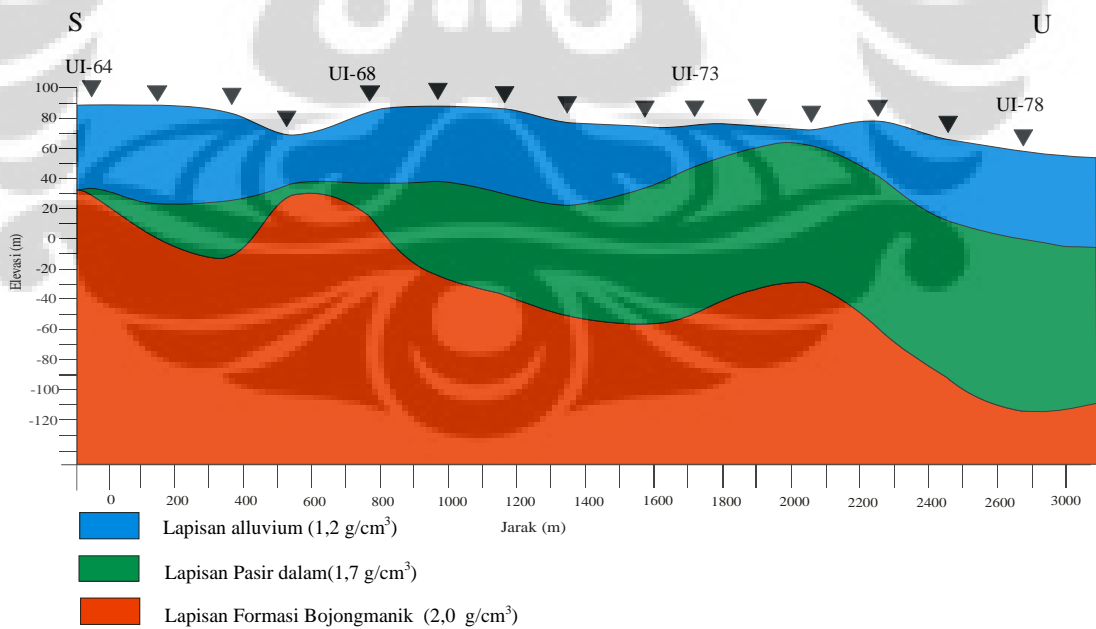 S
U
UI-64
UI-68
UI-73
UI-78
Elevasi (m)
100
80
60
40
20
0
-20
-40
-60
-80
-100
-120
0 200 400 600 800 1000 1200 1400 1600 1800 2000 2200 2400 2600 3000
Jarak (m)
Lapisan alluvium (1,2 g/cm³)
Lapisan Pasir dalam(1,7 g/cm³)
Lapisan Formasi Bojongmanik (2,0 g/cm³)